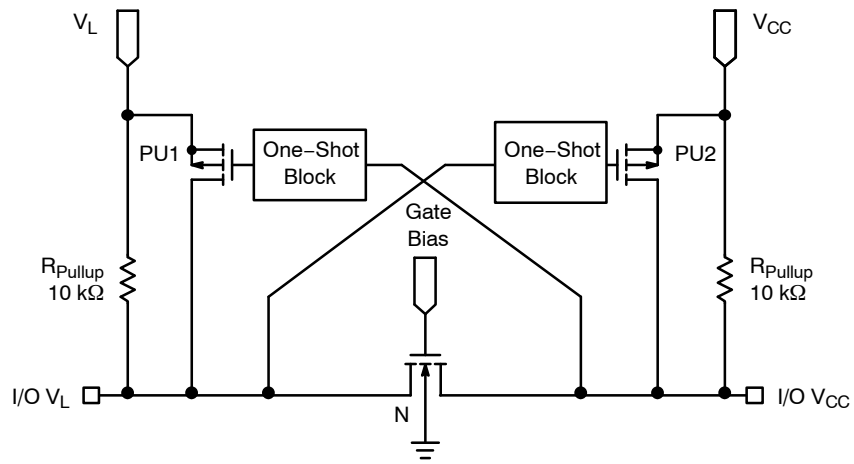 V_L
V_CC
PU1
One−Shot
Block
One−Shot
Block
PU2
Gate
Bias
R_Pullup
10 kΩ
R_Pullup
10 kΩ
I/O V_L
N
I/O V_CC